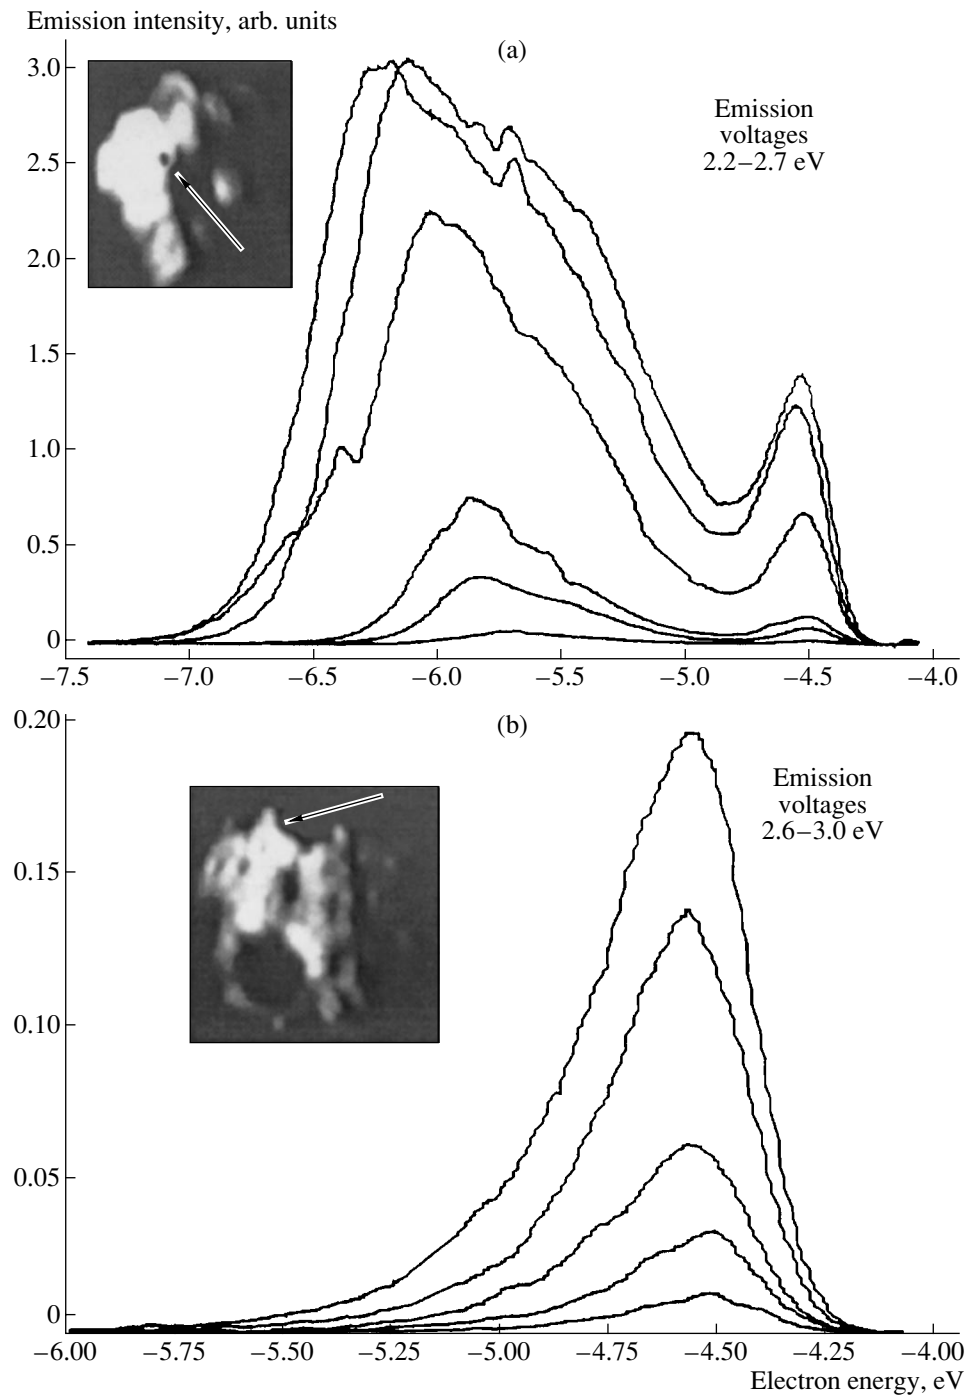 Emission intensity, arb. units
(a)
3.0
2.5
2.0
1.5
1.0
0.5
0
Emission
voltages
2.2–2.7 eV
−7.5 −7.0 −6.5 −6.0 −5.5 −5.0 −4.5 −4.0
(b)
0.20
0.15
0.10
0.05
0
Emission
voltages
2.6–3.0 eV
−6.00 −5.75 −5.50 −5.25 −5.00 −4.75 −4.50 −4.25 −4.00
Electron energy, eV